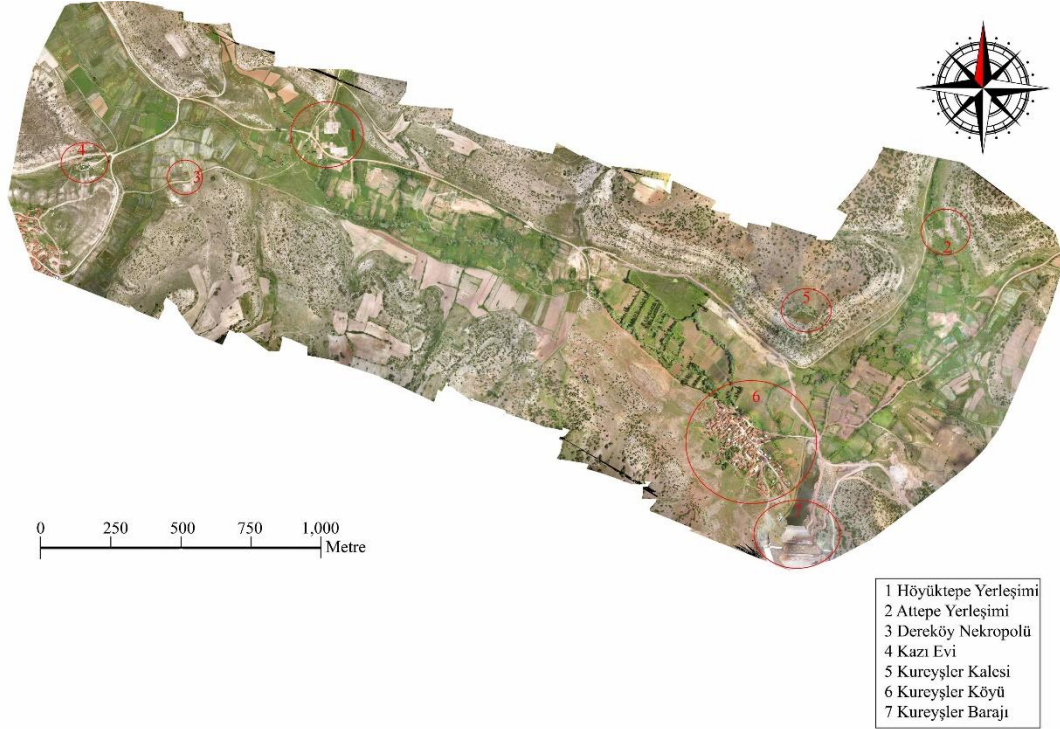 1
4
3
2
5
6
0 250 500 750 1,000
Metre
1 Höyüktepe Yerleşimi
2 Attepe Yerleşimi
3 Dereköy Nekropolü
4 Kazı Evi
5 Kureyşler Kalesi
6 Kureyşler Köyü
7 Kureyşler Barajı